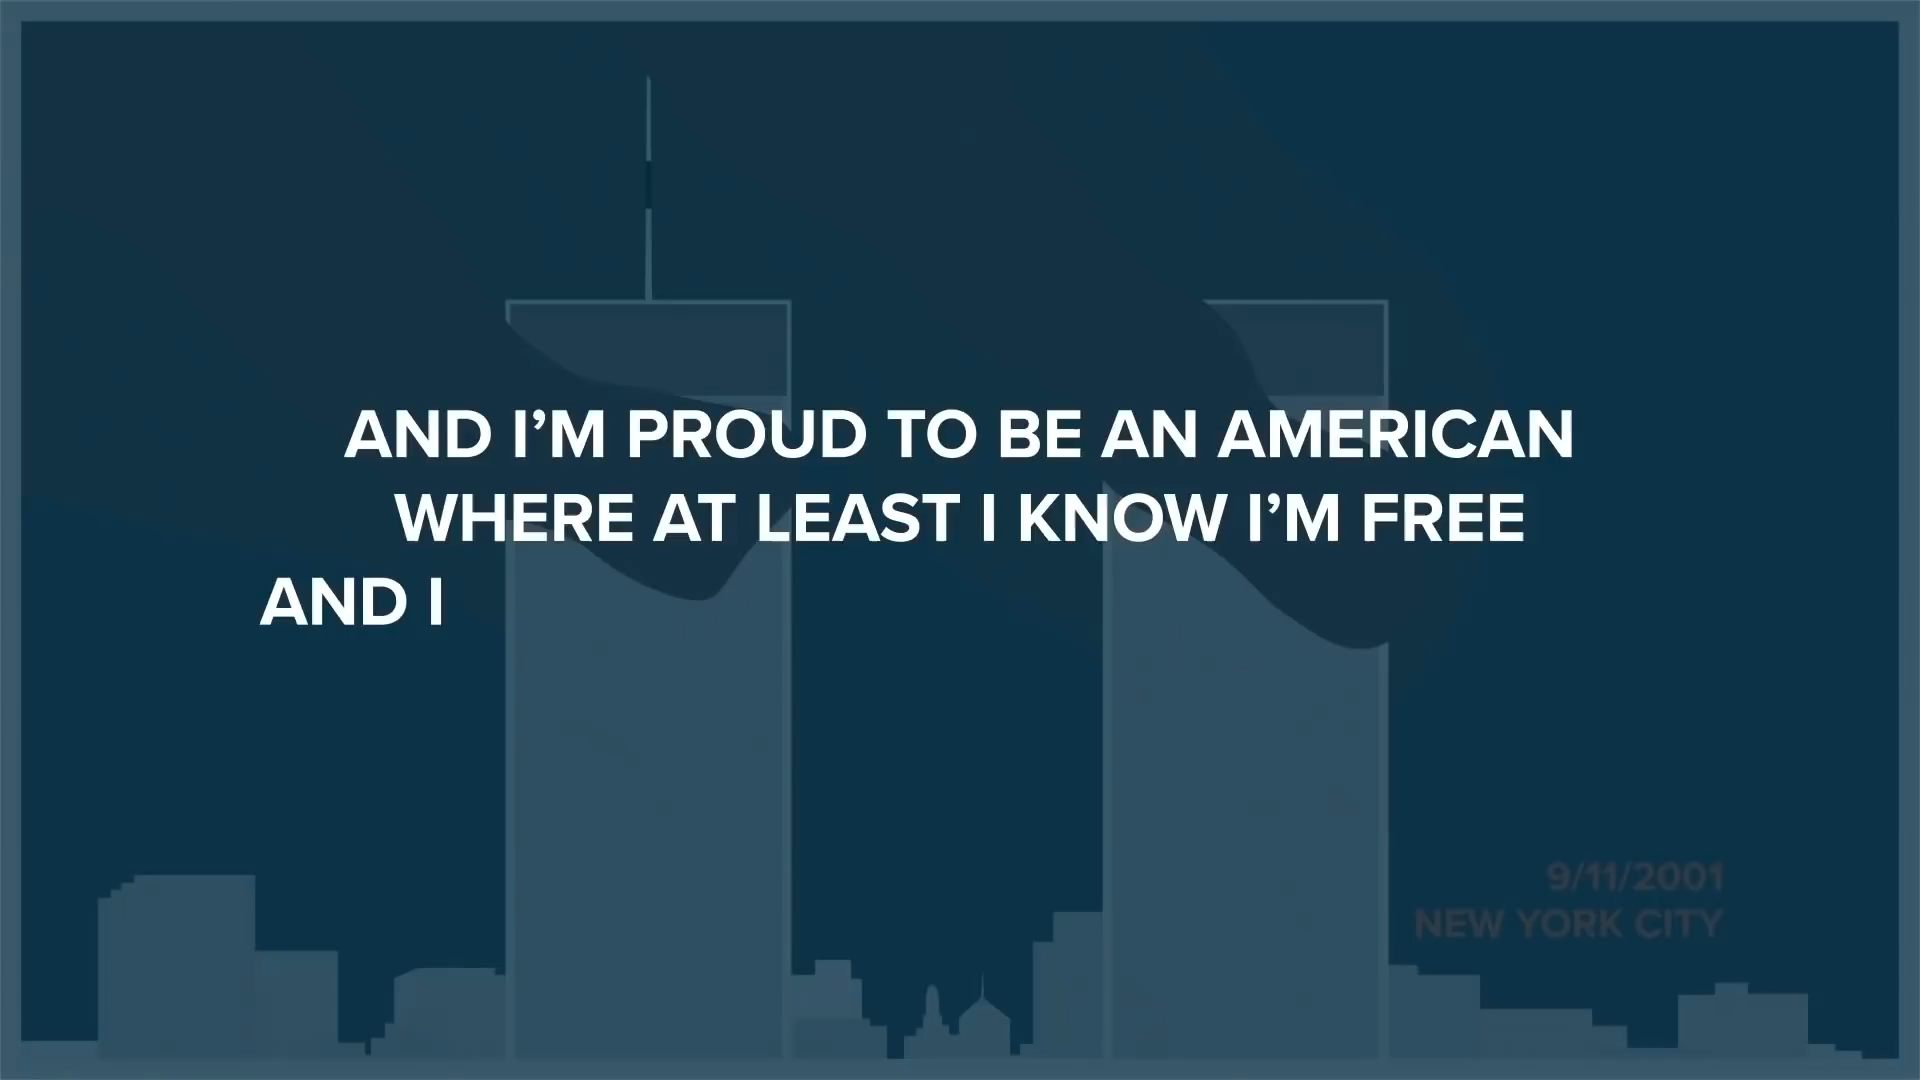 AND I’M PROUD TO BE AN AMERICAN
WHERE AT LEAST I KNOW I’M FREE
AND I
9/11/2001
NEW YORK CITY